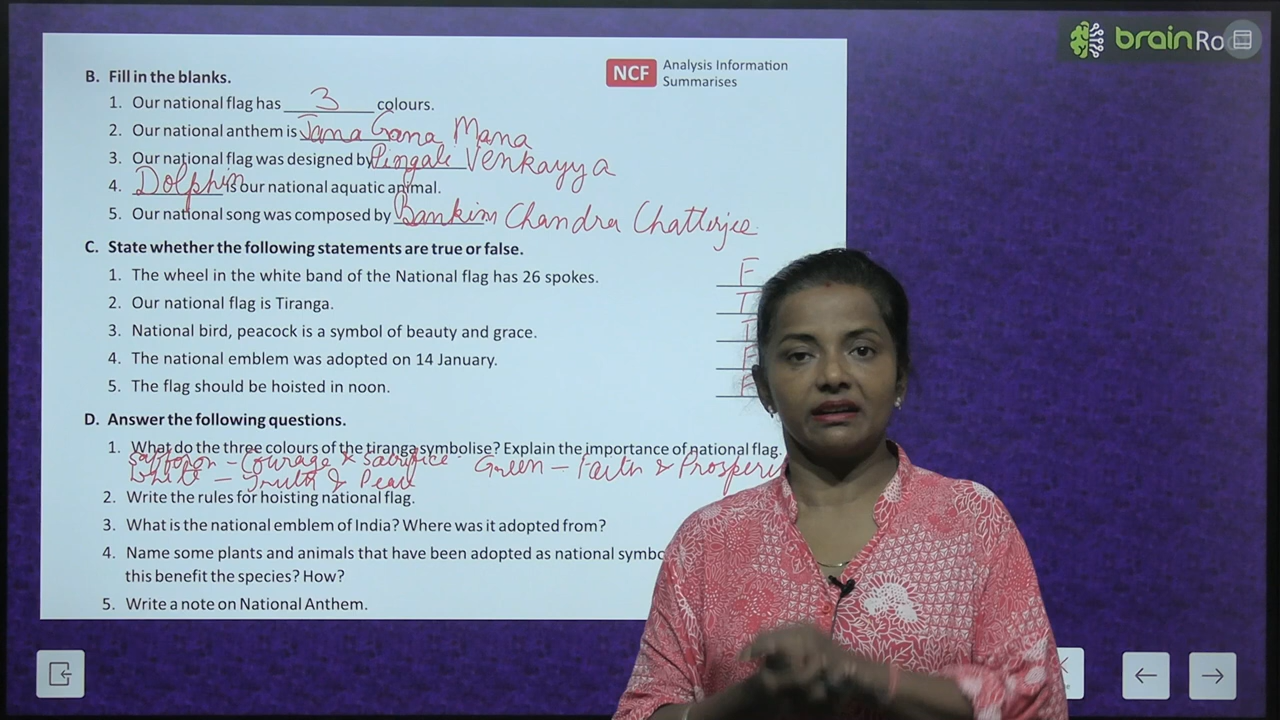 brainRo
B. Fill in the blanks.
NCF Analysis Information
Summarises
1. Our national flag has 3 colours.
2. Our national anthem is Jana Gana Mana
3. Our national flag was designed by Pingali Venkayya
4. Dolphin is our national aquatic animal.
5. Our national song was composed by Bankim Chandra Chatterjee
C. State whether the following statements are true or false.
1. The wheel in the white band of the National flag has 26 spokes. F
2. Our national flag is Tiranga. T
3. National bird, peacock is a symbol of beauty and grace. T
4. The national emblem was adopted on 14 January. F
5. The flag should be hoisted in noon. F
D. Answer the following questions.
1. What do the three colours of the tiranga symbolise? Explain the importance of national flag.
Safforon - Courage & Sacrifice Green - Faith & Prosperi
White - Truth & Peace
2. Write the rules for hoisting national flag.
3. What is the national emblem of India? Where was it adopted from?
4. Name some plants and animals that have been adopted as national symbo
this benefit the species? How?
5. Write a note on National Anthem.